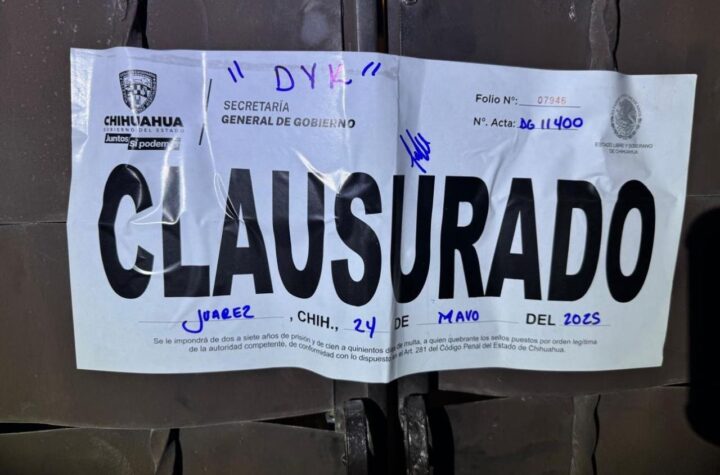 "DYK"
CHIHUAHUA
GOBIERNO DEL ESTADO
Juntos Sí podemos
SECRETARÍA
GENERAL DE GOBIERNO
Folio Nº: 07946
Nº. Acta: DG 11400
ESTADO LIBRE Y SOBERANO
DE CHIHUAHUA
CLAUSURADO
JUAREZ, CHIH., 24 DE MAYO DEL 2025
Se le impondrá de dos a siete años de prisión y de cien a quinientos días de multa, a quien quebrante los sellos puestos por orden legítima
de la autoridad competente, de conformidad con lo dispuesto en el Art. 281 del Código Penal del Estado de Chihuahua.